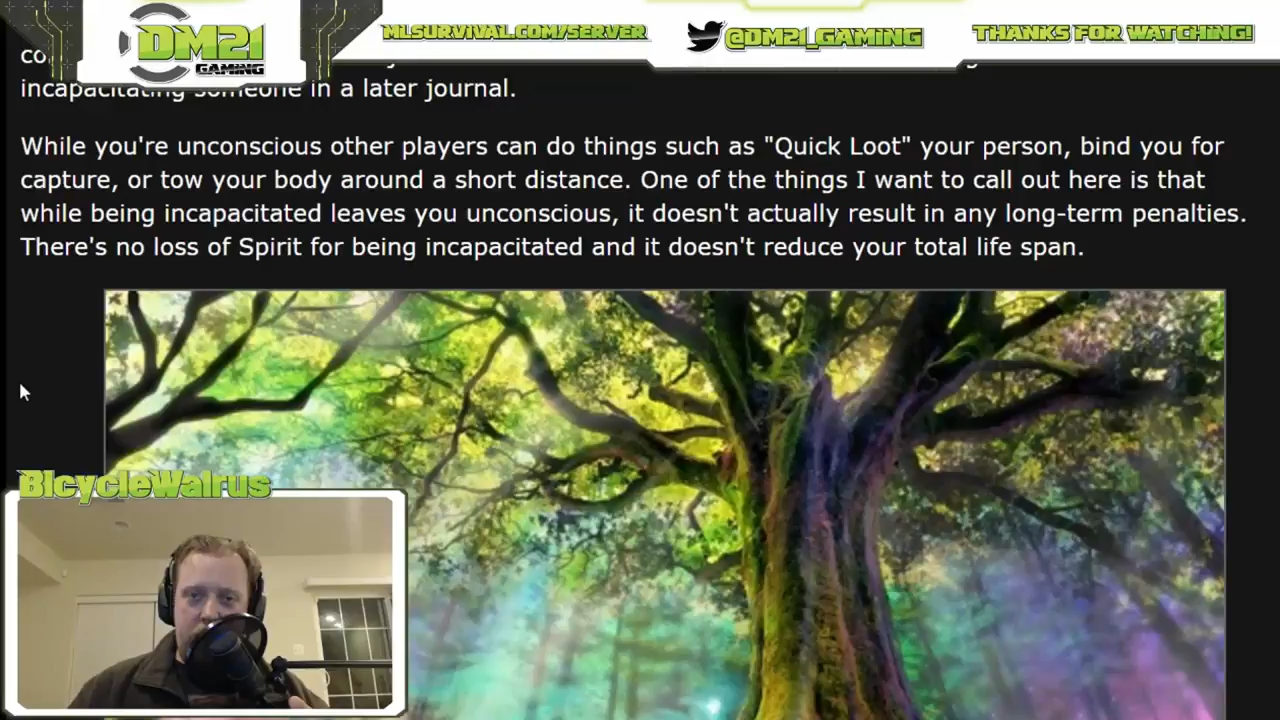 DM21
GAMING
MLSURVIVAL.COM/SERVER
@DM21_GAMING
THANKS FOR WATCHING!
incapacitating someone in a later journal.
While you're unconscious other players can do things such as "Quick Loot" your person, bind you for
capture, or tow your body around a short distance. One of the things I want to call out here is that
while being incapacitated leaves you unconscious, it doesn't actually result in any long-term penalties.
There's no loss of Spirit for being incapacitated and it doesn't reduce your total life span.
BicycleWalrus